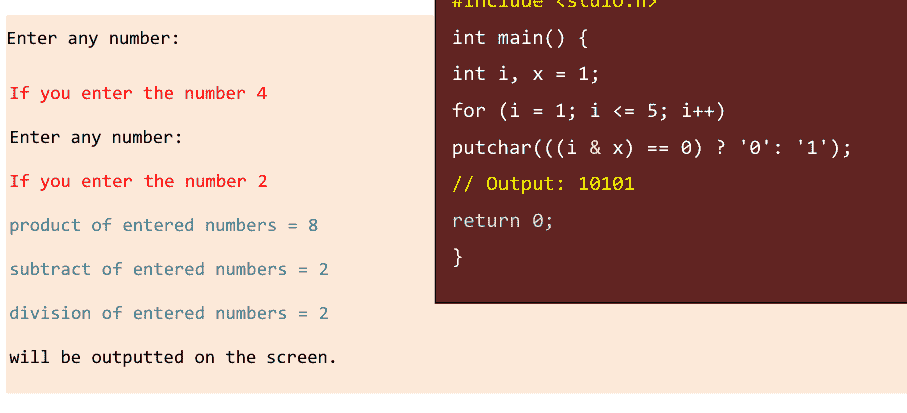 Enter any number:
If you enter the number 4
Enter any number:
If you enter the number 2
product of entered numbers = 8
subtract of entered numbers = 2
division of entered numbers = 2
will be outputted on the screen.
#include <stdio.h>
int main() {
int i, x = 1;
for (i = 1; i <= 5; i++)
putchar(((i & x) == 0) ? '0': '1');
// Output: 10101
return 0;
}